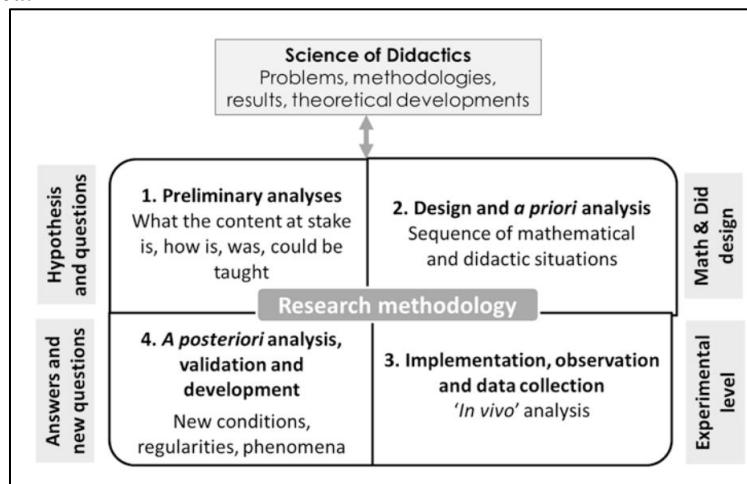 Science of Didactics
Problems, methodologies,
results, theoretical developments
Hypothesis
and questions
1. Preliminary analyses
What the content at stake
is, how is, was, could be
taught
2. Design and a priori analysis
Sequence of mathematical
and didactic situations
Math & Did
design
Research methodology
Answers and
new questions
4. A posteriori analysis,
validation and
development
New conditions,
regularities, phenomena
3. Implementation, observation
and data collection
‘In vivo’ analysis
Experimental
level